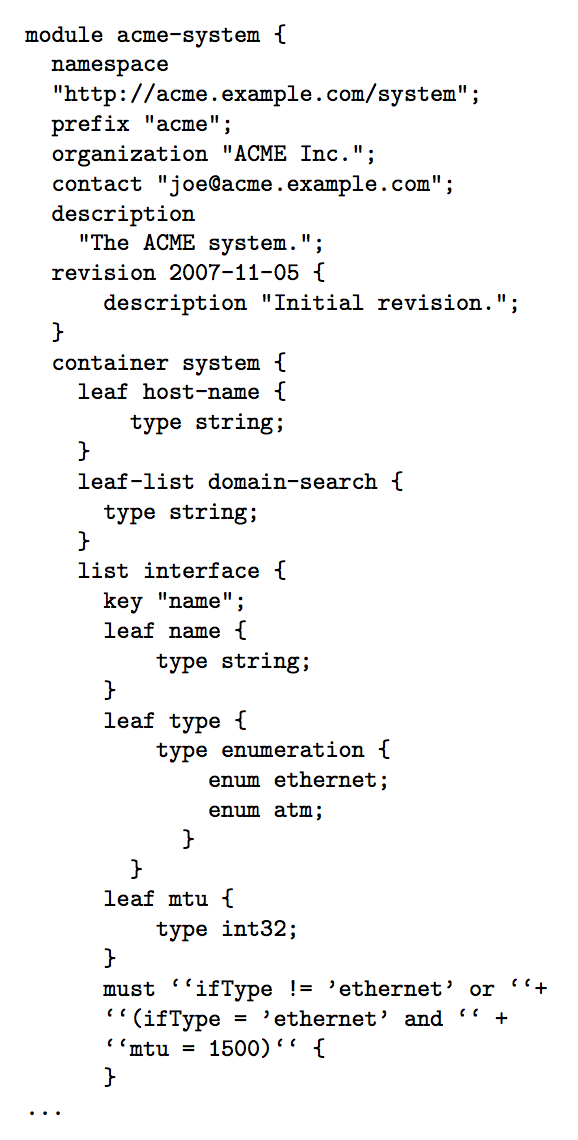 module acme-system {
  namespace
  "http://acme.example.com/system";
  prefix "acme";
  organization "ACME Inc.";
  contact "joe@acme.example.com";
  description
    "The ACME system.";
  revision 2007-11-05 {
      description "Initial revision.";
  }
  container system {
    leaf host-name {
        type string;
    }
    leaf-list domain-search {
      type string;
    }
    list interface {
      key "name";
      leaf name {
          type string;
      }
      leaf type {
          type enumeration {
              enum ethernet;
              enum atm;
            }
        }
      leaf mtu {
          type int32;
      }
      must ‘‘ifType != ’ethernet’ or ‘‘+
      ‘‘(ifType = ’ethernet’ and ‘‘ +
      ‘‘mtu = 1500)‘‘ {
      }
...